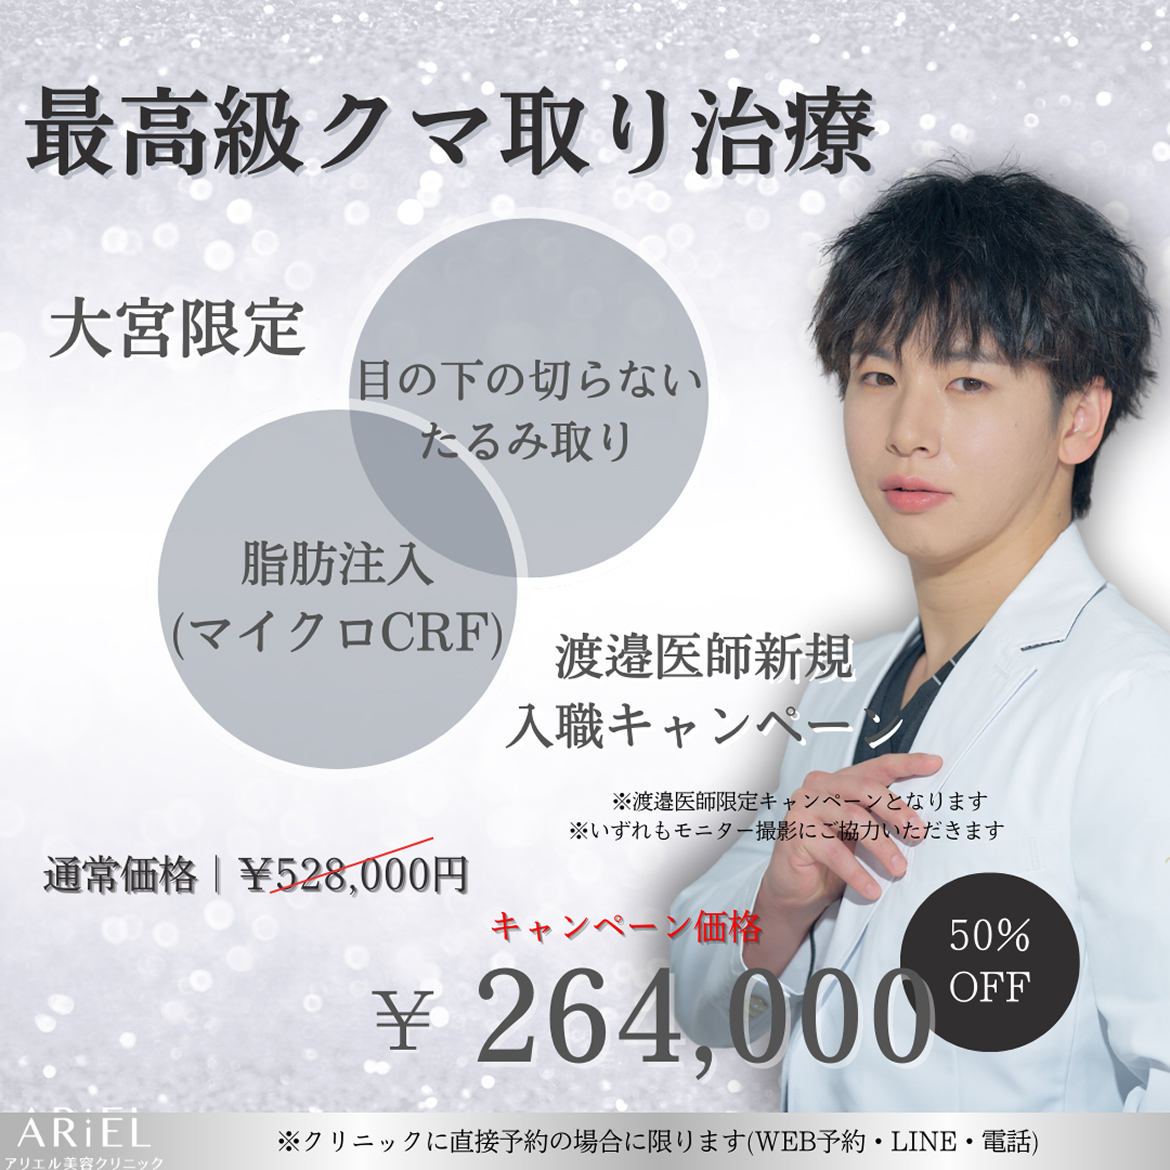 最高級クマ取り治療
大宮限定
目の下の切らない
たるみ取り
脂肪注入
(マイクロCRF)
渡邉医師新規
入職キャンペーン
※渡邉医師限定キャンペーンとなります
※いずれもモニター撮影にご協力いただきます
通常価格｜¥528,000円
キャンペーン価格
¥ 264,000
50%
OFF
ARiEL
アリエル美容クリニック
※クリニックに直接予約の場合に限ります(WEB予約・LINE・電話)